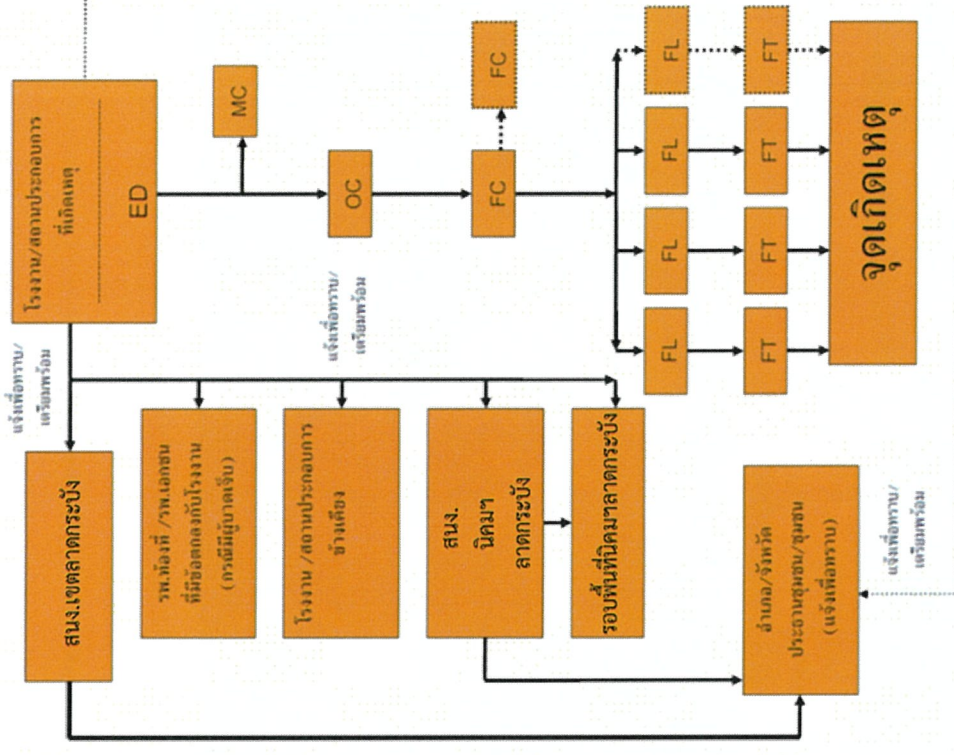 โรงงาน/สถานประกอบการ
ที่เกิดเหตุ
ED
MC
OC
FC
FC
FL
FL
FL
FL
FT
FT
FT
FT
จุดเกิดเหตุ
แจ้งเพื่อทราบ/
เตรียมพร้อม
แจ้งเพื่อทราบ/
เตรียมพร้อม
สนง.เขตลาดกระบัง
รพ.ท้องที่ /รพ.เอกชน
ที่มีข้อตกลงกับโรงงาน
(กรณีมีผู้บาดเจ็บ)
โรงงาน /สถานประกอบการ
ข้างเคียง
สนง.
นิคมฯ
ลาดกระบัง
รอบพื้นที่นิคมฯลาดกระบัง
อำเภอ/จังหวัด
ประธานชุมชน/ชุมชน
(แจ้งเพื่อทราบ)
แจ้งเพื่อทราบ/
เตรียมพร้อม